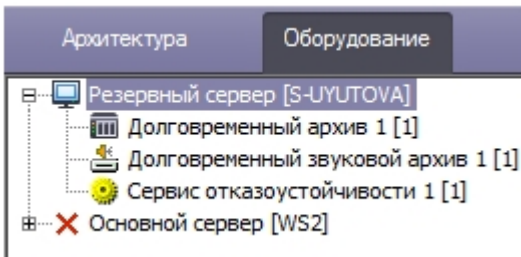 Архитектура Оборудование
Резервный сервер [S-UYUTOVA]
Долговременный архив 1 [1]
Долговременный звуковой архив 1 [1]
Сервис отказоустойчивости 1 [1]
Основной сервер [WS2]